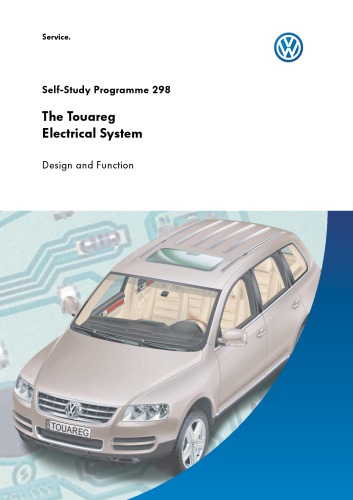 Service.
Self-Study Programme 298
The Touareg
Electrical System
Design and Function
TOUAREG